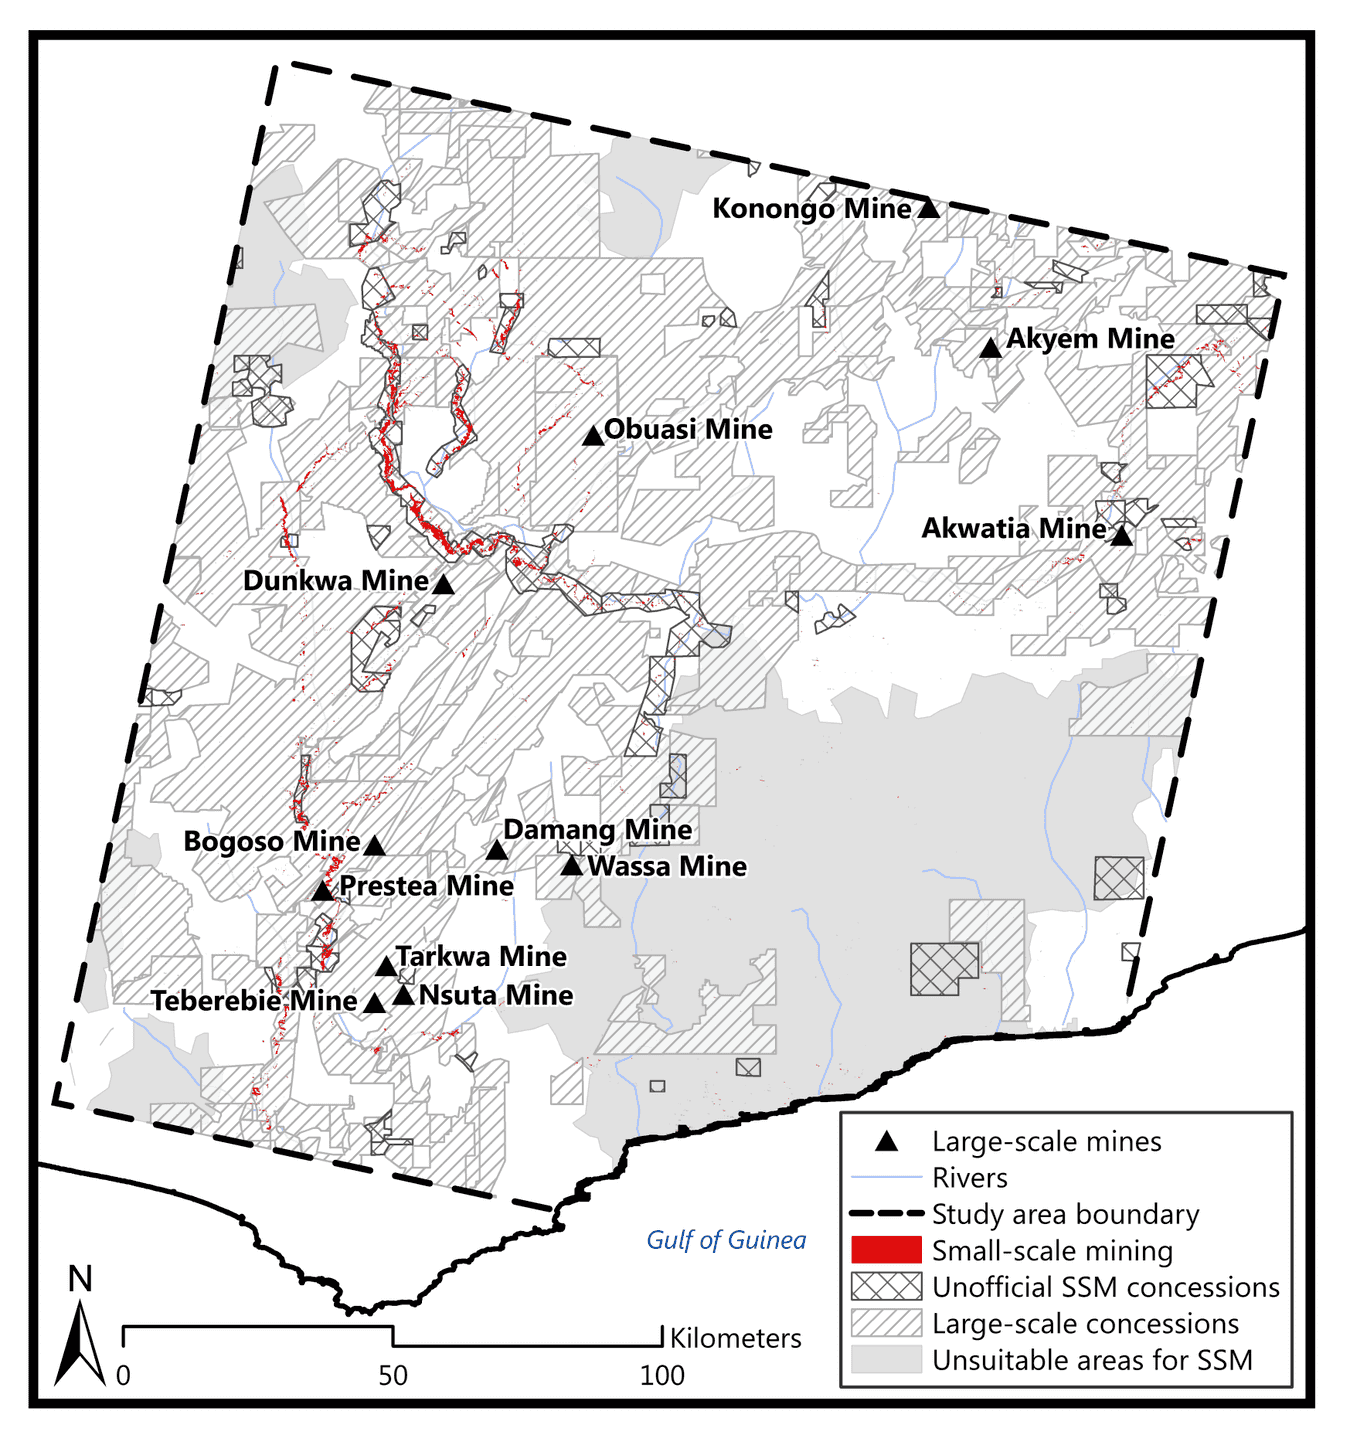 Konongo Mine
Akyem Mine
Obuasi Mine
Akwatia Mine
Dunkwa Mine
Damang Mine
Bogoso Mine
Wassa Mine
Prestea Mine
Tarkwa Mine
Nsuta Mine
Teberebie Mine
Gulf of Guinea
Large-scale mines
Rivers
Study area boundary
Small-scale mining
Unofficial SSM concessions
Large-scale concessions
Unsuitable areas for SSM
N
Kilometers
0 50 100